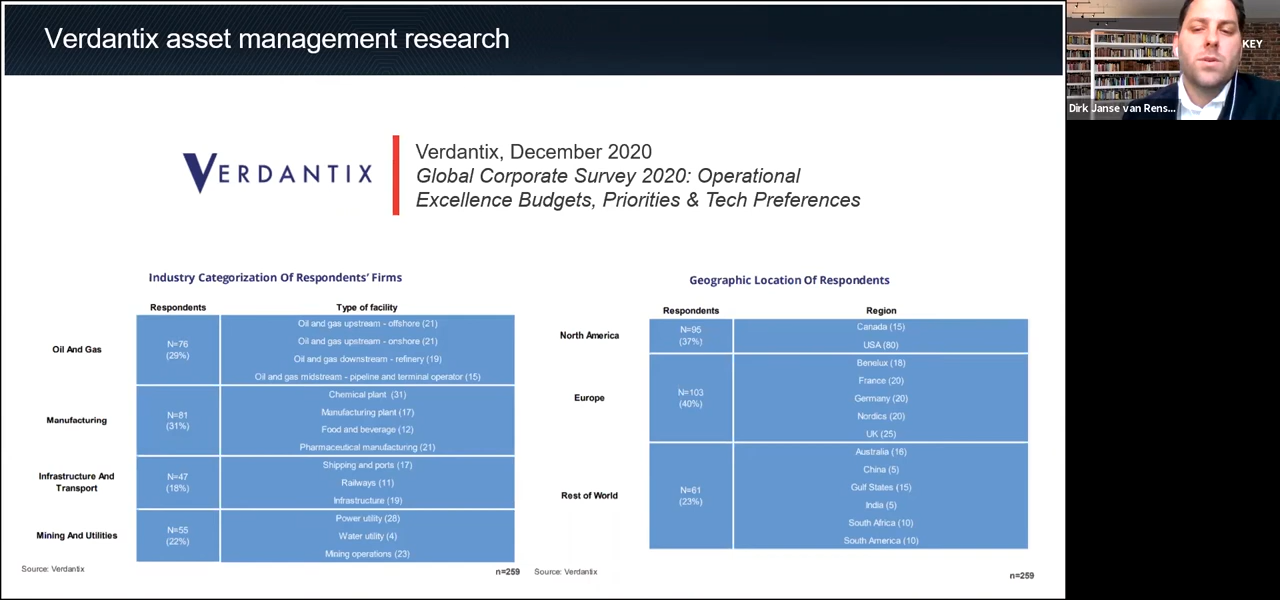 Verdantix asset management research
VERDANTIX
Verdantix, December 2020
Global Corporate Survey 2020: Operational
Excellence Budgets, Priorities & Tech Preferences
Industry Categorization Of Respondents' Firms
Respondents Type of facility
Oil And Gas
N=76
(29%)
Oil and gas upstream - offshore (21)
Oil and gas upstream - onshore (21)
Oil and gas downstream - refinery (19)
Oil and gas midstream - pipeline and terminal operator (15)
Manufacturing
N=81
(31%)
Chemical plant (31)
Manufacturing plant (17)
Food and beverage (12)
Pharmaceutical manufacturing (21)
Infrastructure And
Transport
N=47
(18%)
Shipping and ports (17)
Railways (11)
Infrastructure (19)
Mining And Utilities
N=55
(22%)
Power utility (28)
Water utility (4)
Mining operations (23)
Source: Verdantix
n=259
Geographic Location Of Respondents
Respondents Region
North America
N=95
(37%)
Canada (15)
USA (80)
Europe
N=103
(40%)
Benelux (18)
France (20)
Germany (20)
Nordics (20)
UK (25)
Rest of World
N=61
(23%)
Australia (16)
China (5)
Gulf States (15)
India (5)
South Africa (10)
South America (10)
Source: Verdantix
n=259
KEY
Dirk Janse van Rens...